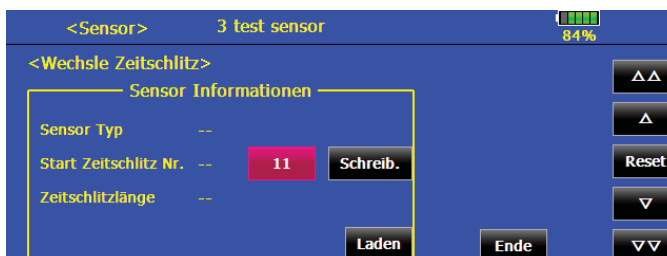 <Sensor> 3 test sensor
84%
<Wechsle Zeitschlitz>
Sensor Informationen
Sensor Typ --
Start Zeitschlitz Nr. -- 11 Schreib.
Reset
Zeitschlitzlänge --
Laden Ende